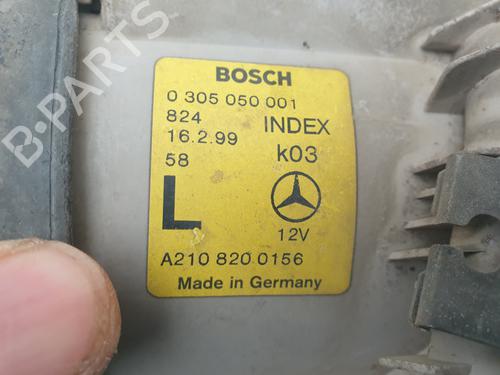 BOSCH
0 305 050 001
824
INDEX
16.2.99
58
k03
L
12V
A210 820 0156
Made in Germany
B-PARTS